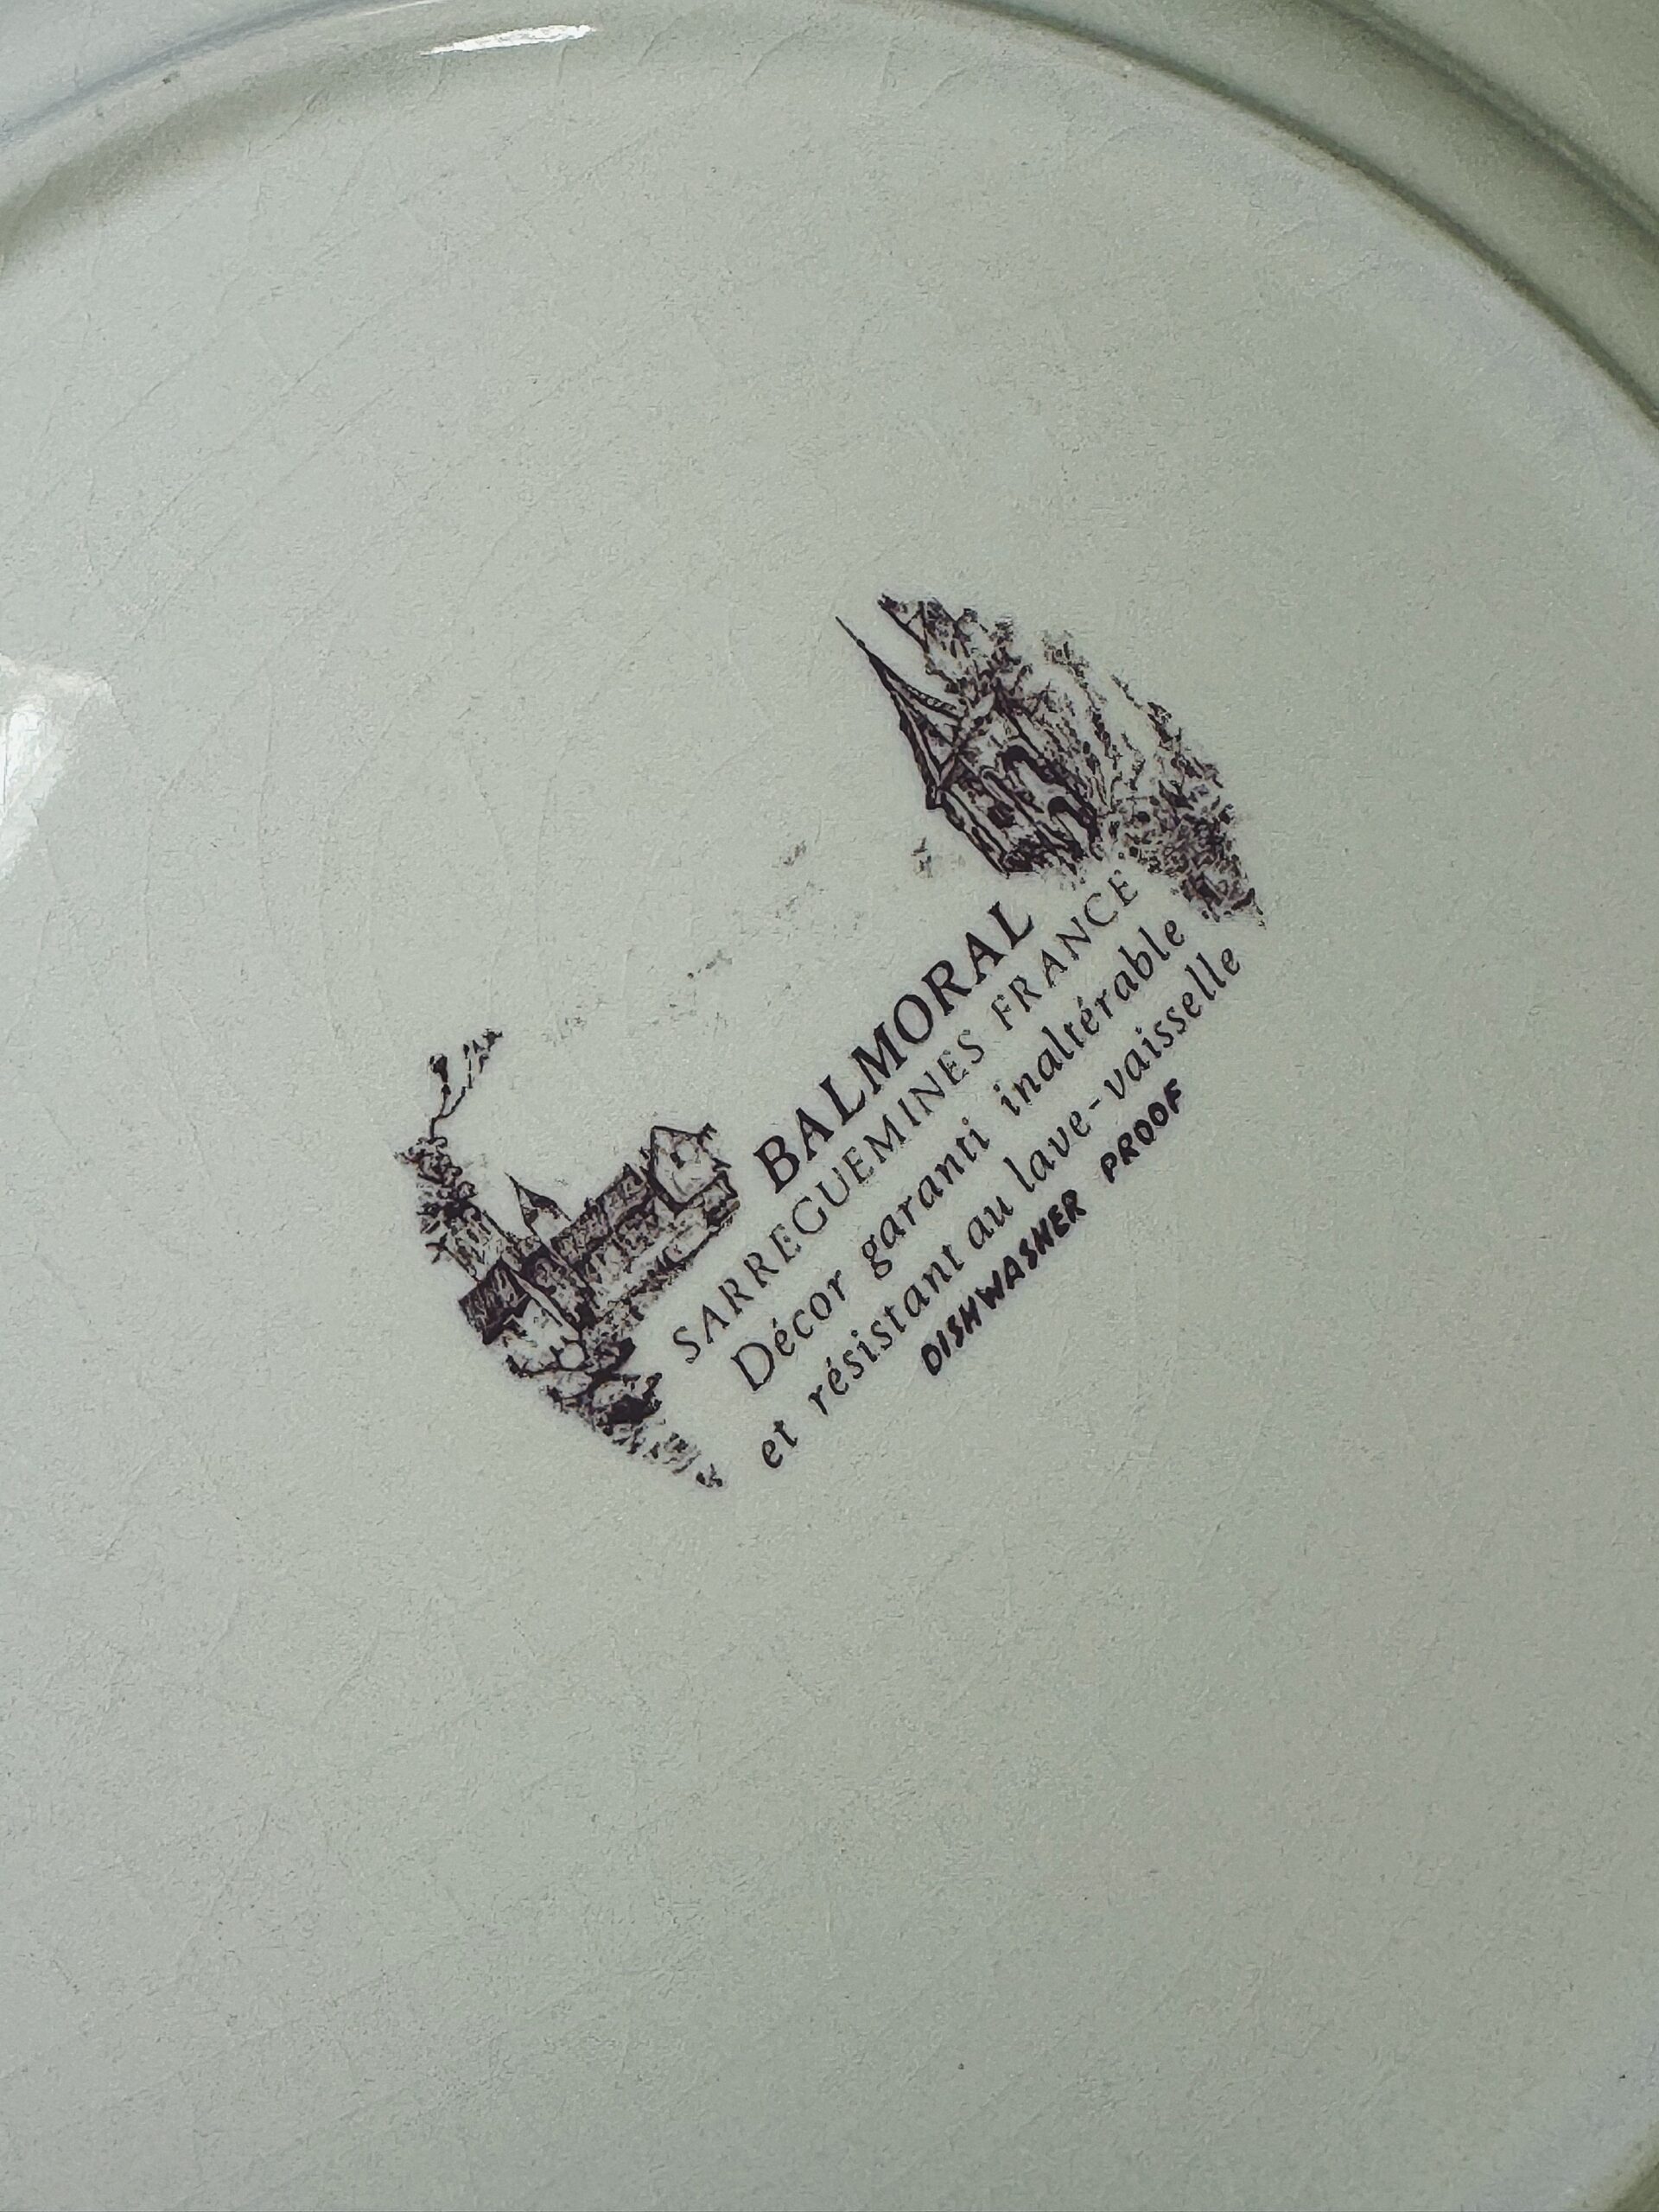 BALMORAL
SARREGUEMINES FRANCE
Décor garanti inaltérable
et résistant au lave-vaisselle
DISHWASHER PROOF